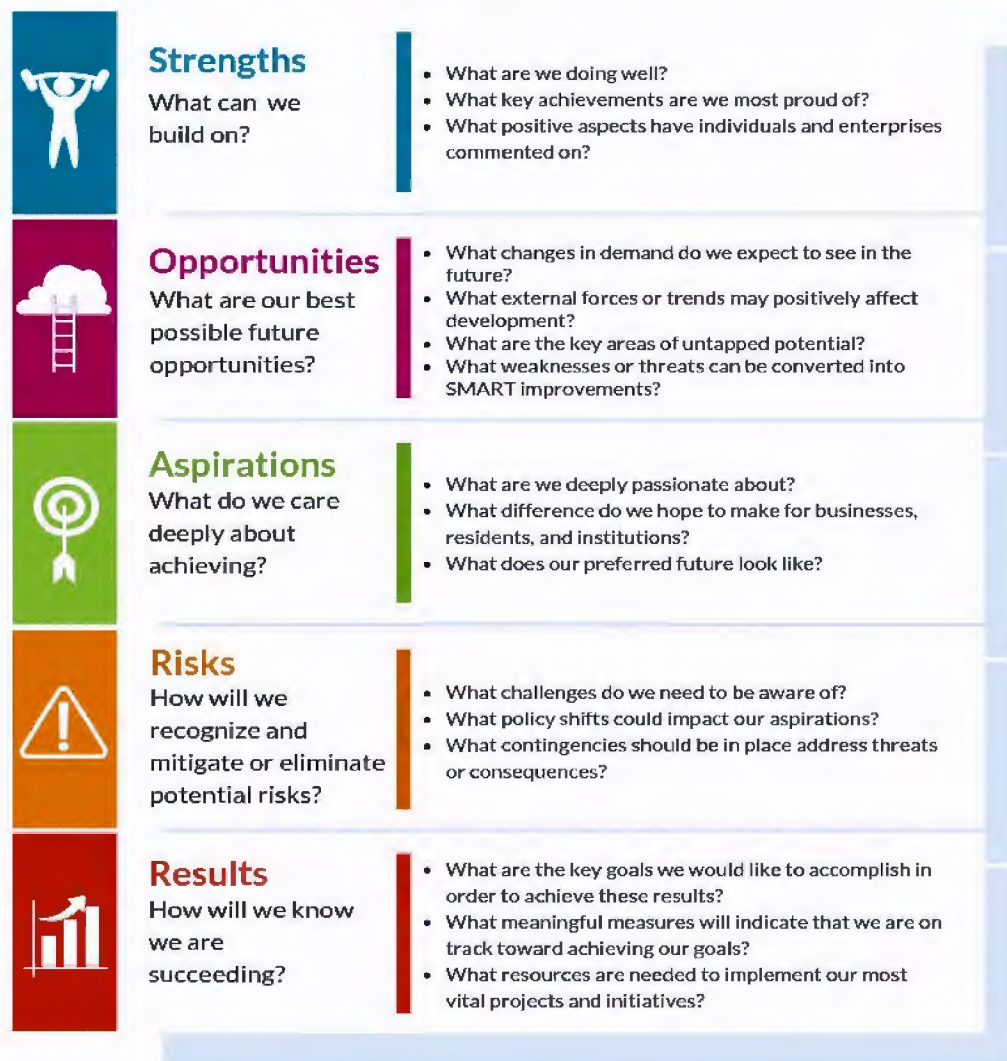 Strengths
What can we
build on?
• What are we doing well?
• What key achievements are we most proud of?
• What positive aspects have individuals and enterprises
commented on?
Opportunities
What are our best
possible future
opportunities?
• What changes in demand do we expect to see in the
future?
• What external forces or trends may positively affect
development?
• What are the key areas of untapped potential?
• What weaknesses or threats can be converted into
SMART improvements?
Aspirations
What do we care
deeply about
achieving?
• What are we deeply passionate about?
• What difference do we hope to make for businesses,
residents, and institutions?
• What does our preferred future look like?
Risks
How will we
recognize and
mitigate or eliminate
potential risks?
• What challenges do we need to be aware of?
• What policy shifts could impact our aspirations?
• What contingencies should be in place address threats
or consequences?
Results
How will we know
we are
succeeding?
• What are the key goals we would like to accomplish in
order to achieve these results?
• What meaningful measures will indicate that we are on
track toward achieving our goals?
• What resources are needed to implement our most
vital projects and initiatives?